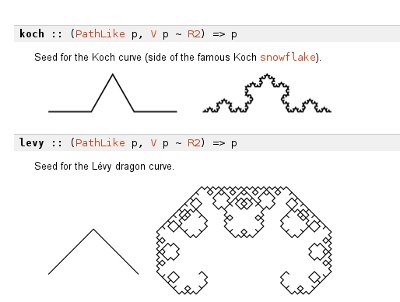 koch :: (PathLike p, V p ~ R2) => p
Seed for the Koch curve (side of the famous Koch snowflake).
levy :: (PathLike p, V p ~ R2) => p
Seed for the Lévy dragon curve.